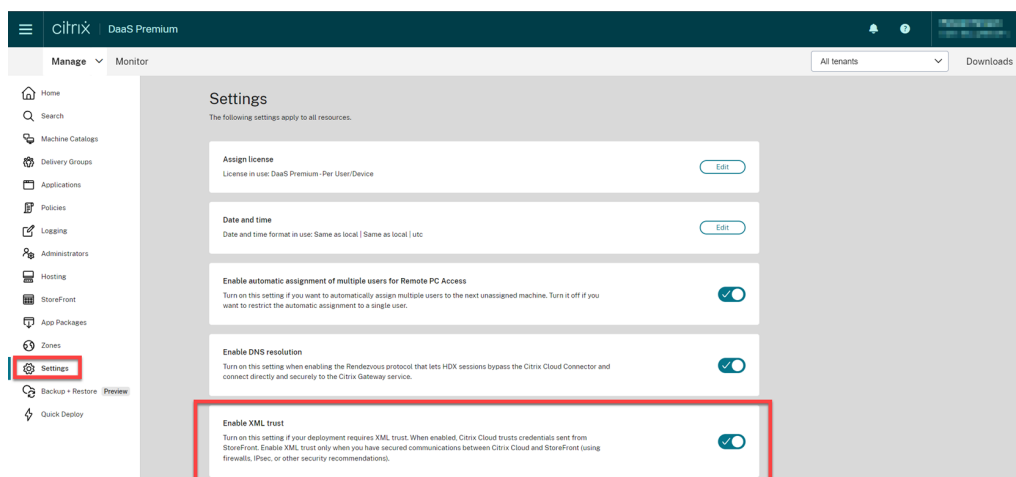 citrix | DaaS Premium
Manage Monitor
All tenants
Downloads
Home
Search
Machine Catalogs
Delivery Groups
Applications
Policies
Logging
Administrators
Hosting
StoreFront
App Packages
Zones
Settings
Backup + Restore Preview
Quick Deploy
Settings
The following settings apply to all resources.
Assign license
License in use: DaaS Premium - Per User/Device
Edit
Date and time
Date and time format in use: Same as local | Same as local | utc
Edit
Enable automatic assignment of multiple users for Remote PC Access
Turn on this setting if you want to automatically assign multiple users to the next unassigned machine. Turn it off if you
want to restrict the automatic assignment to a single user.
Enable DNS resolution
Turn on this setting when enabling the Rendezvous protocol that lets HDX sessions bypass the Citrix Cloud Connector and
connect directly and securely to the Citrix Gateway service.
Enable XML trust
Turn on this setting if your deployment requires XML trust. When enabled, Citrix Cloud trusts credentials sent from
StoreFront. Enable XML trust only when you have secured communications between Citrix Cloud and StoreFront (using
firewalls, IPsec, or other security recommendations).